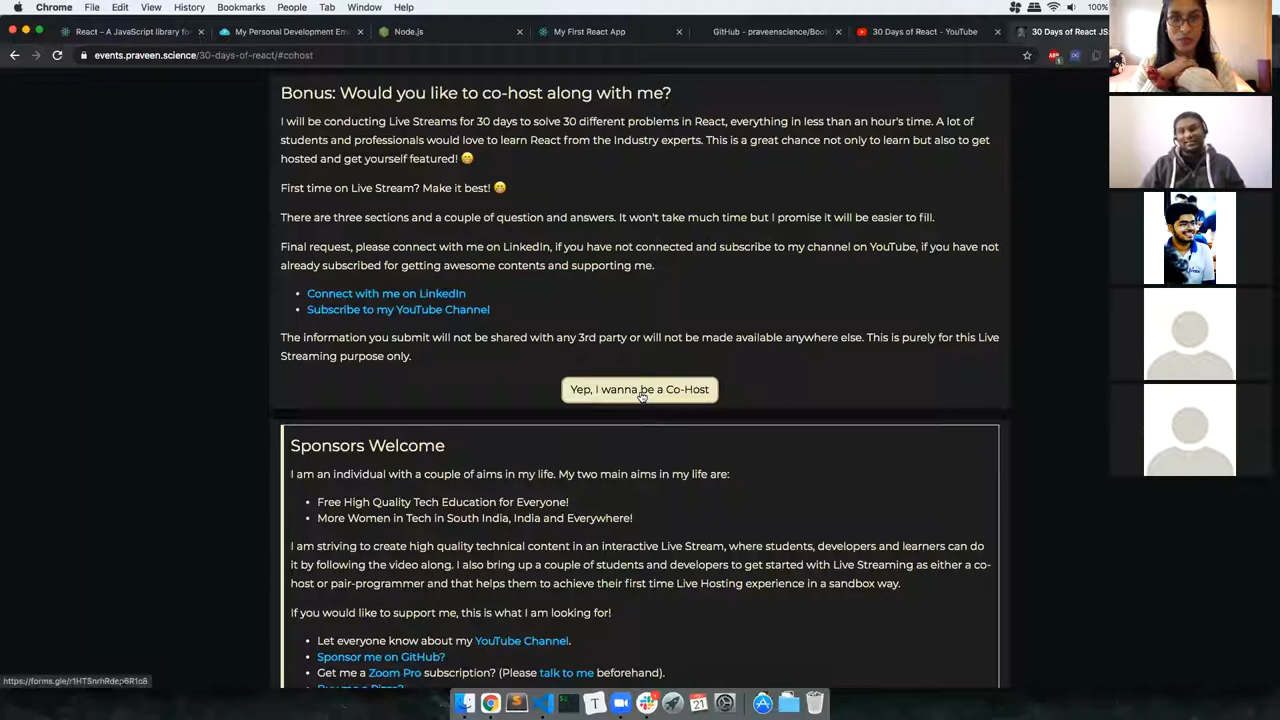 Chrome File Edit View History Bookmarks People Tab Window Help 100%
React – A JavaScript library fo
My Personal Development Em
Node.js
My First React App
GitHub - praveenscience/Boot
30 Days of React - YouTube
30 Days of React JS
events.praveen.science/30-days-of-react/#cohost
Bonus: Would you like to co-host along with me?
I will be conducting Live Streams for 30 days to solve 30 different problems in React, everything in less than an hour's time. A lot of
students and professionals would love to learn React from the Industry experts. This is a great chance not only to learn but also to get
hosted and get yourself featured! 😁
First time on Live Stream? Make it best! 😁
There are three sections and a couple of question and answers. It won't take much time but I promise it will be easier to fill.
Final request, please connect with me on LinkedIn, if you have not connected and subscribe to my channel on YouTube, if you have not
already subscribed for getting awesome contents and supporting me.
• Connect with me on LinkedIn
• Subscribe to my YouTube Channel
The information you submit will not be shared with any 3rd party or will not be made available anywhere else. This is purely for this Live
Streaming purpose only.
Yep, I wanna be a Co-Host
Sponsors Welcome
I am an individual with a couple of aims in my life. My two main aims in my life are:
• Free High Quality Tech Education for Everyone!
• More Women in Tech in South India, India and Everywhere!
I am striving to create high quality technical content in an interactive Live Stream, where students, developers and learners can do
it by following the video along. I also bring up a couple of students and developers to get started with Live Streaming as either a co-
host or pair-programmer and that helps them to achieve their first time Live Hosting experience in a sandbox way.
If you would like to support me, this is what I am looking for!
• Let everyone know about my YouTube Channel.
• Sponsor me on GitHub?
• Get me a Zoom Pro subscription? (Please talk to me beforehand).
21